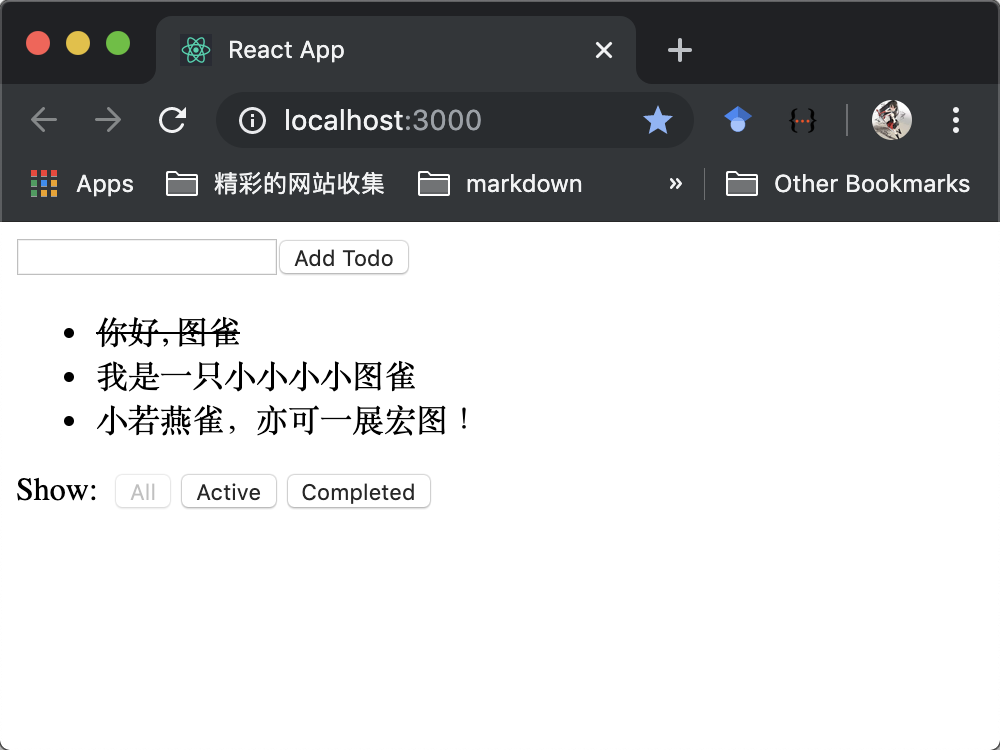 React App
localhost:3000
Apps 精彩的网站收集 markdown » Other Bookmarks
Add Todo
你好,图雀
我是一只小小小小图雀
小若燕雀，亦可一展宏图！
Show: All Active Completed